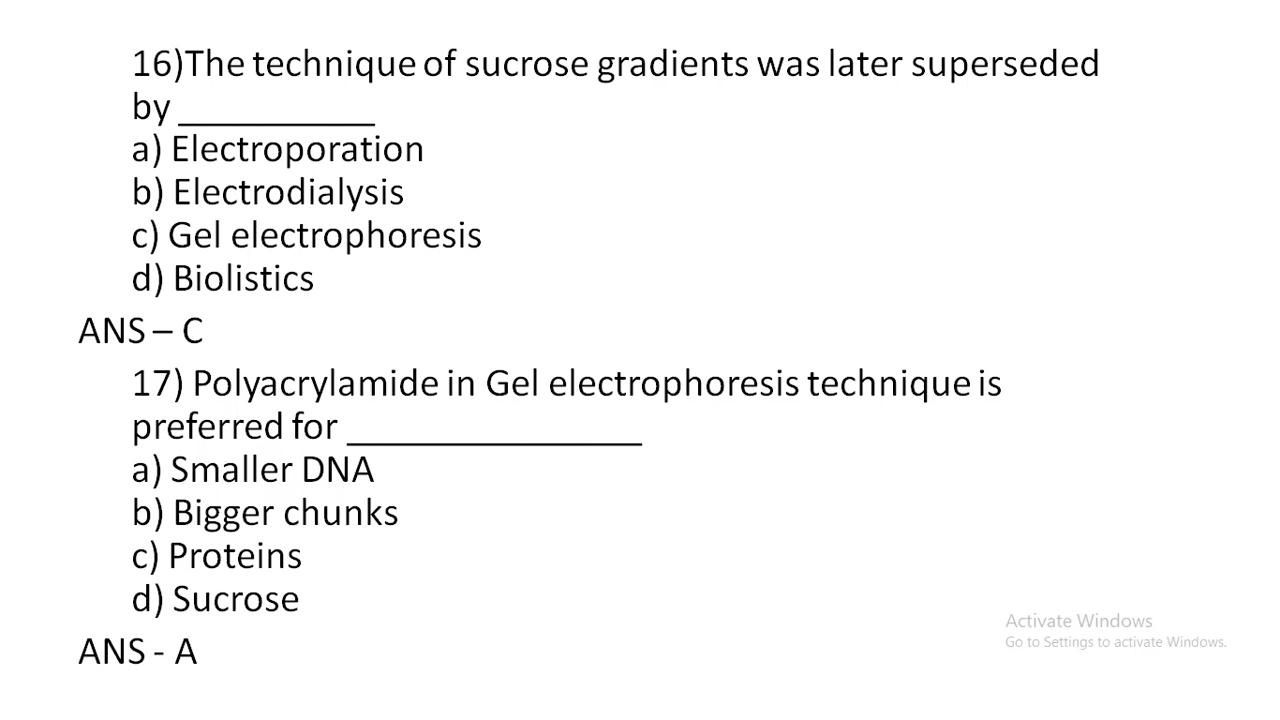 16)The technique of sucrose gradients was later superseded
by __________
a) Electroporation
b) Electrodialysis
c) Gel electrophoresis
d) Biolistics
ANS – C
17) Polyacrylamide in Gel electrophoresis technique is
preferred for _______________
a) Smaller DNA
b) Bigger chunks
c) Proteins
d) Sucrose
ANS - A
Activate Windows
Go to Settings to activate Windows.